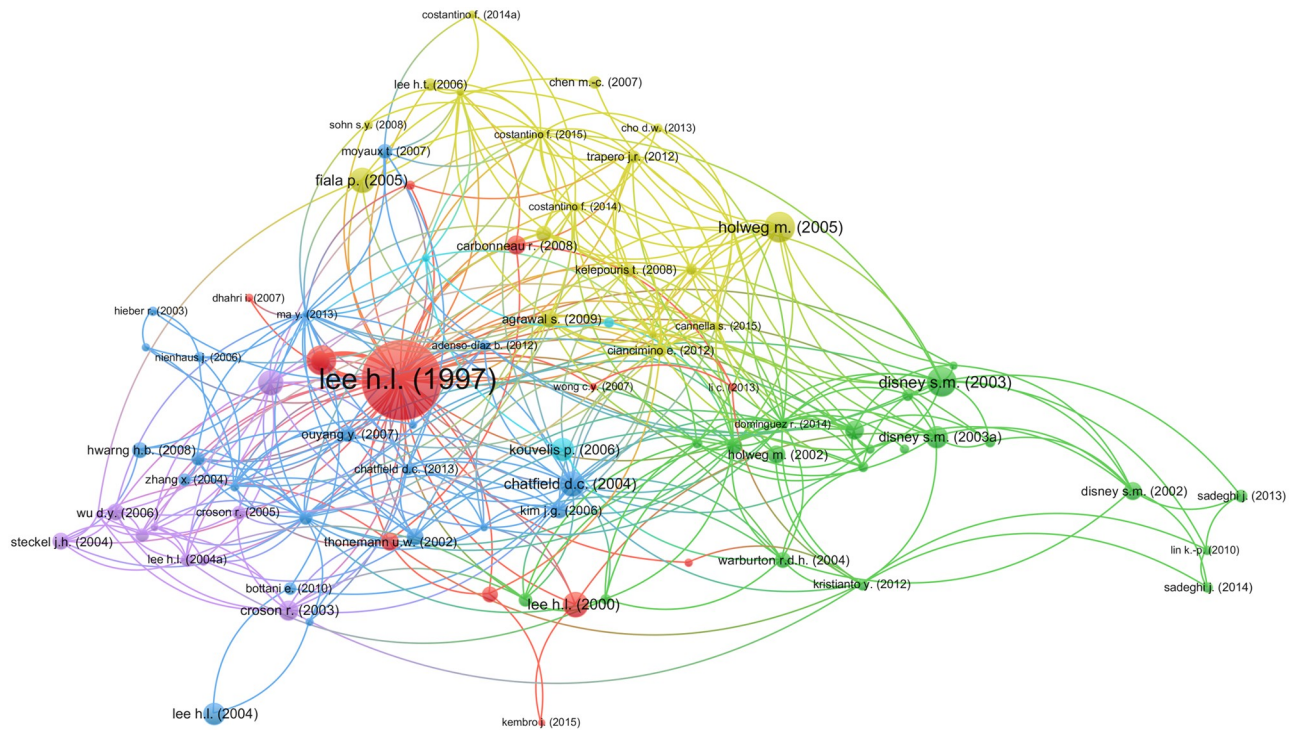 costantino f. (2014a)
lee h.t. (2006)
chen m.-c. (2007)
sohn s.y. (2008)
costantino f. (2015)
cho d.w. (2013)
moyaux t. (2007)
trapero j.r. (2012)
fiala p. (2005)
costantino f. (2014)
holweg m. (2005)
carbonneau r. (2008)
kelepouris t. (2008)
dhahri i. (2007)
hieber r. (2003)
ma y. (2013)
agrawal s. (2009)
cannella s. (2015)
adenso-díaz b. (2012)
ciancimino e. (2012)
nienhaus j. (2006)
lee h.l. (1997)
wong c.y. (2007)
li c. (2013)
disney s.m. (2003)
dominguez r. (2014)
ouyang y. (2007)
disney s.m. (2003a)
hwarng h.b. (2008)
kouvelis p. (2006)
holweg m. (2002)
chatfield d.c. (2013)
zhang x. (2004)
chatfield d.c. (2004)
disney s.m. (2002)
sadeghi j. (2013)
wu d.y. (2006)
croson r. (2005)
kim j.g. (2006)
steckel j.h. (2004)
thonemann u.w. (2002)
lin k.-p. (2010)
lee h.l. (2004a)
warburton r.d.h. (2004)
bottani e. (2010)
kristianto y. (2012)
sadeghi j. (2014)
croson r. (2003)
lee h.l. (2000)
lee h.l. (2004)
kembro j. (2015)